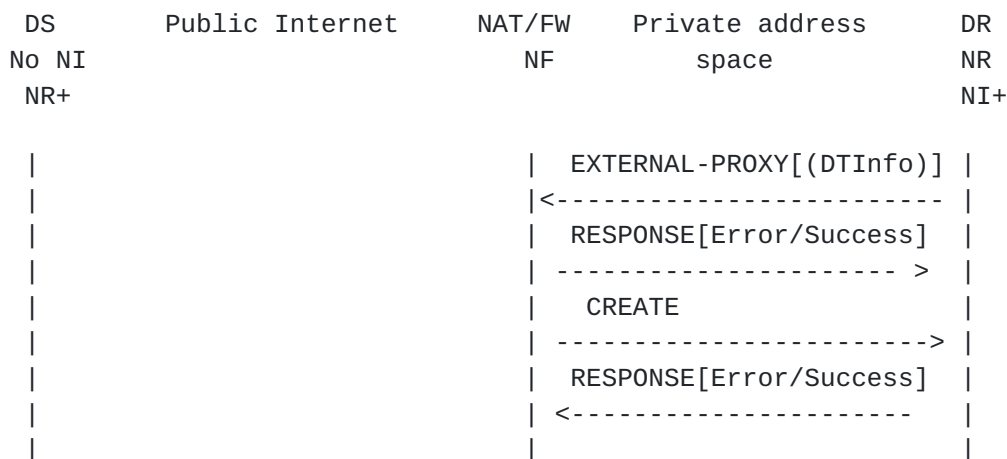 DS Public Internet NAT/FW Private address DR
No NI NF space NR
NR+ NI+
| | EXTERNAL-PROXY[(DTInfo)] |
| |<------------------------- |
| | RESPONSE[Error/Success] |
| | ---------------------- > |
| | CREATE |
| | ------------------------> |
| | RESPONSE[Error/Success] |
| | <---------------------- |
| | |